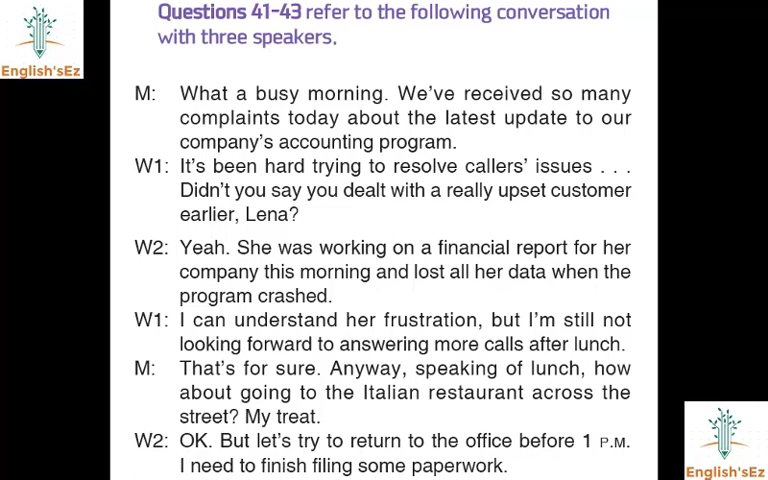 English'sEz
Questions 41-43 refer to the following conversation
with three speakers.
M: What a busy morning. We've received so many
complaints today about the latest update to our
company's accounting program.
W1: It's been hard trying to resolve callers' issues . . .
Didn't you say you dealt with a really upset customer
earlier, Lena?
W2: Yeah. She was working on a financial report for her
company this morning and lost all her data when the
program crashed.
W1: I can understand her frustration, but I'm still not
looking forward to answering more calls after lunch.
M: That's for sure. Anyway, speaking of lunch, how
about going to the Italian restaurant across the
street? My treat.
W2: OK. But let's try to return to the office before 1 P.M.
I need to finish filing some paperwork.
English'sEz